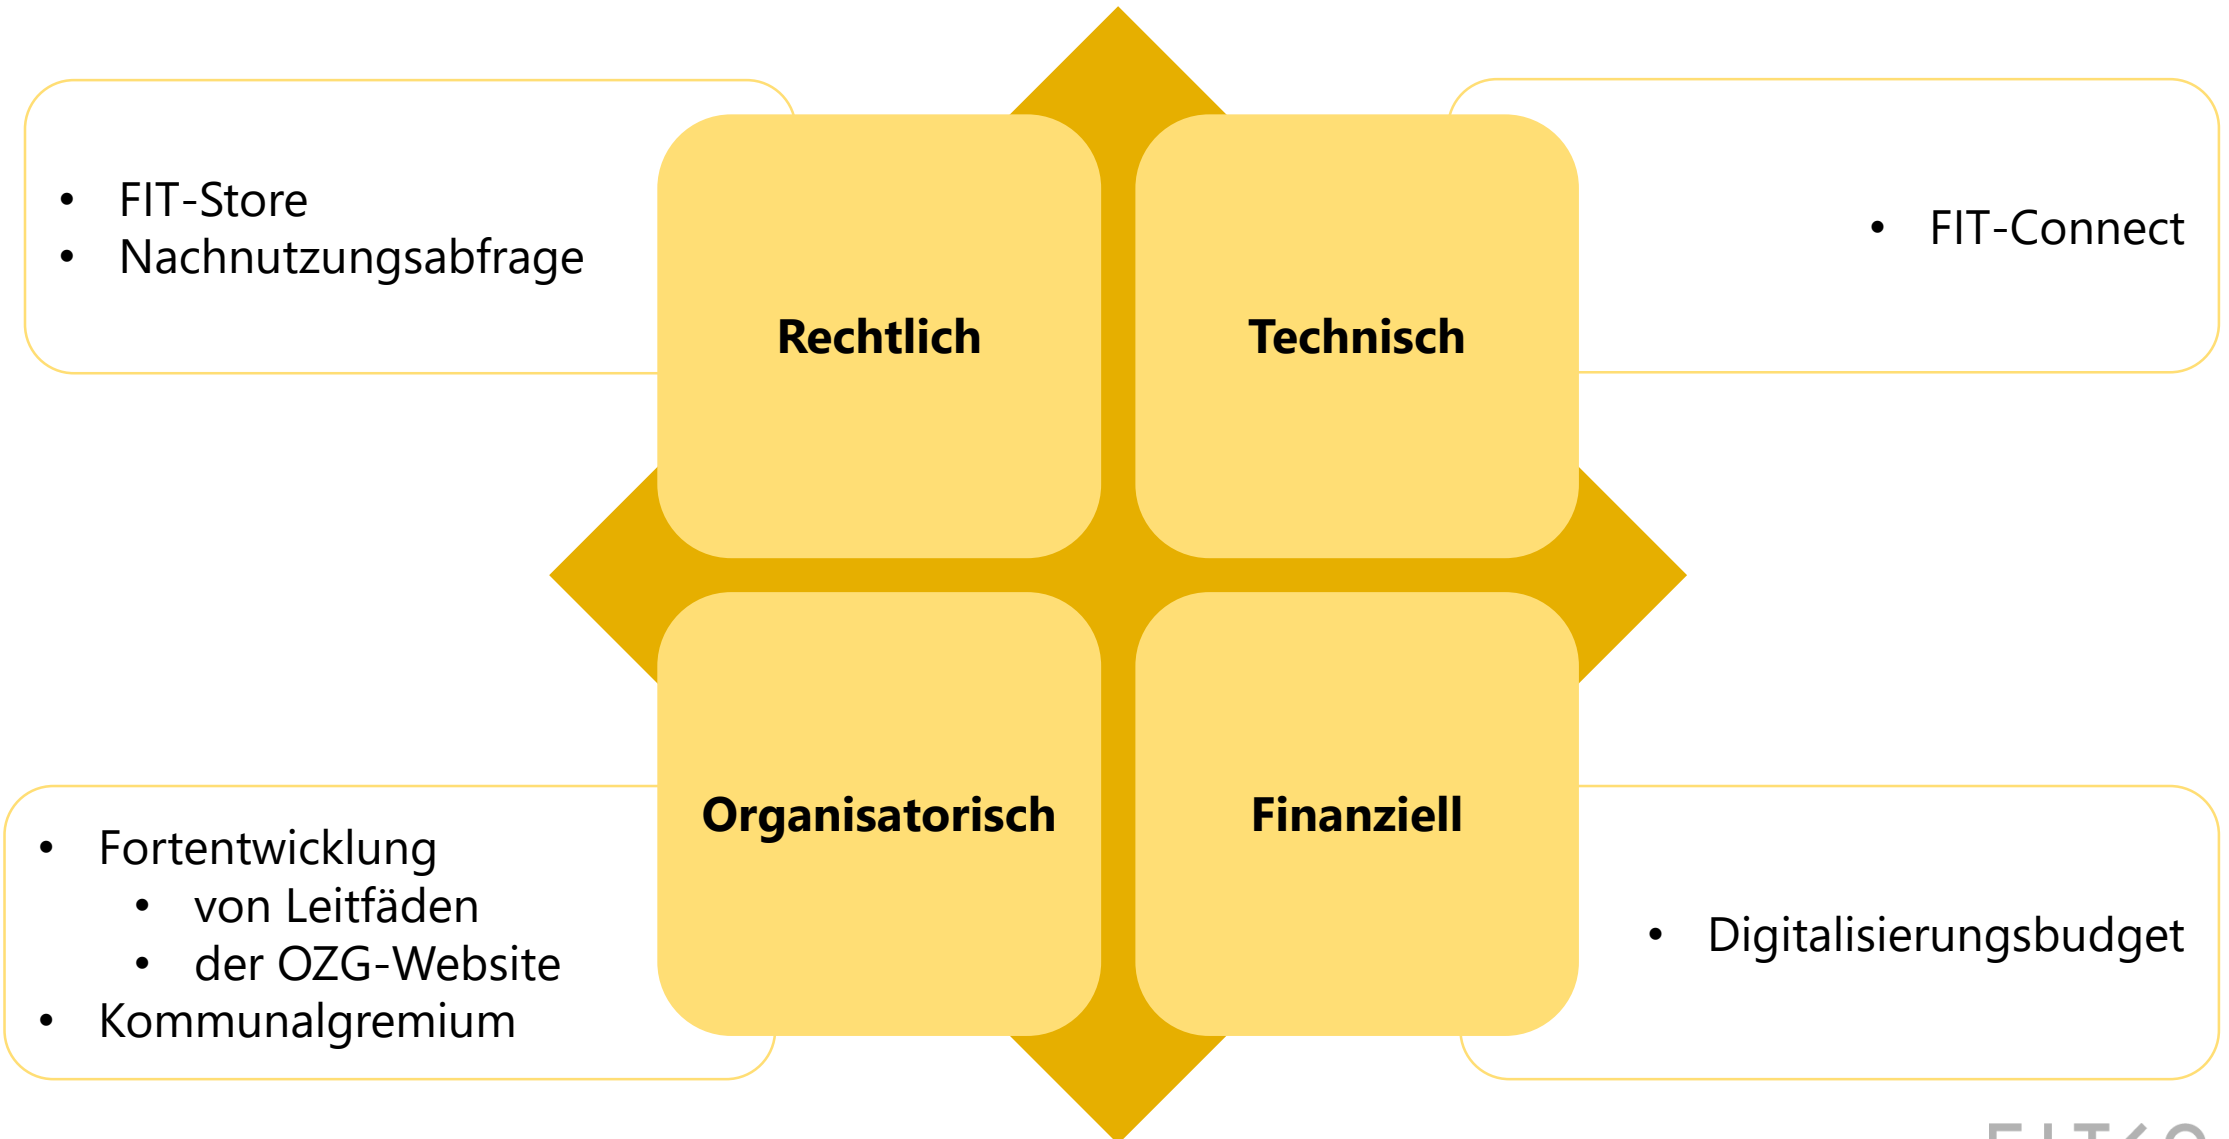 • FIT-Store
• Nachnutzungsabfrage
Rechtlich
Technisch
• FIT-Connect
• Fortentwicklung
• von Leitfäden
• der OZG-Website
• Kommunalgremium
Organisatorisch
Finanziell
• Digitalisierungsbudget